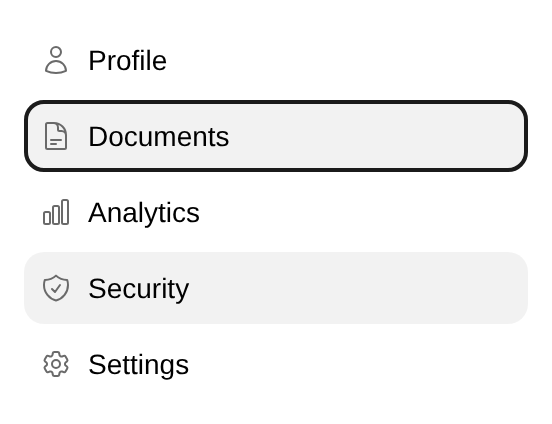 Profile
Documents
Analytics
Security
Settings